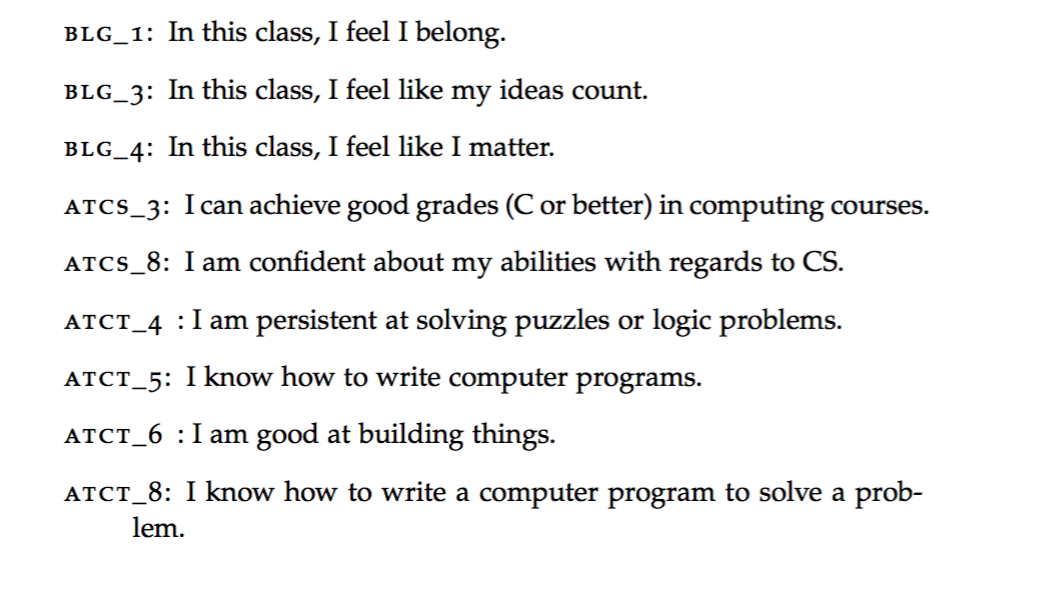 BLG_1: In this class, I feel I belong.
BLG_3: In this class, I feel like my ideas count.
BLG_4: In this class, I feel like I matter.
ATCS_3: I can achieve good grades (C or better) in computing courses.
ATCS_8: I am confident about my abilities with regards to CS.
ATCT_4 : I am persistent at solving puzzles or logic problems.
ATCT_5: I know how to write computer programs.
ATCT_6 : I am good at building things.
ATCT_8: I know how to write a computer program to solve a prob-
lem.